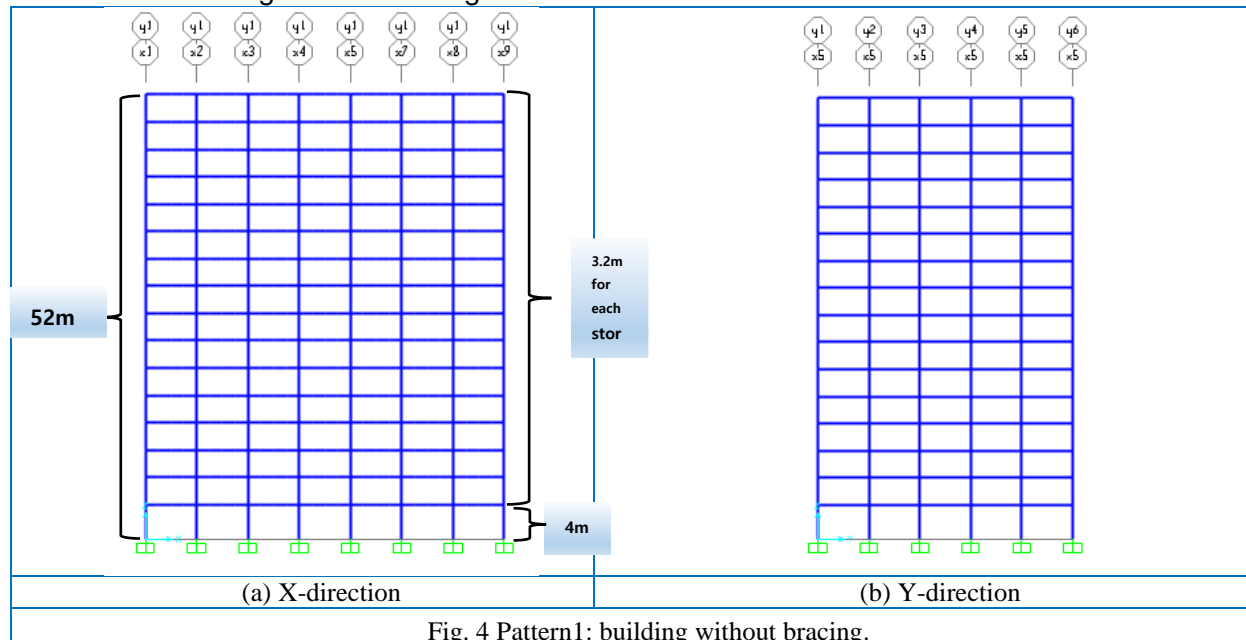 y1 y1 y1 y1 y1 y1 y1 y1
x1 x2 x3 x4 x5 x7 x8 x9
52m
3.2m
for
each
stor
4m
(a) X-direction
y1 y2 y3 y4 y5 y6
x5 x5 x5 x5 x5 x5
(b) Y-direction
Fig. 4 Pattern1: building without bracing.